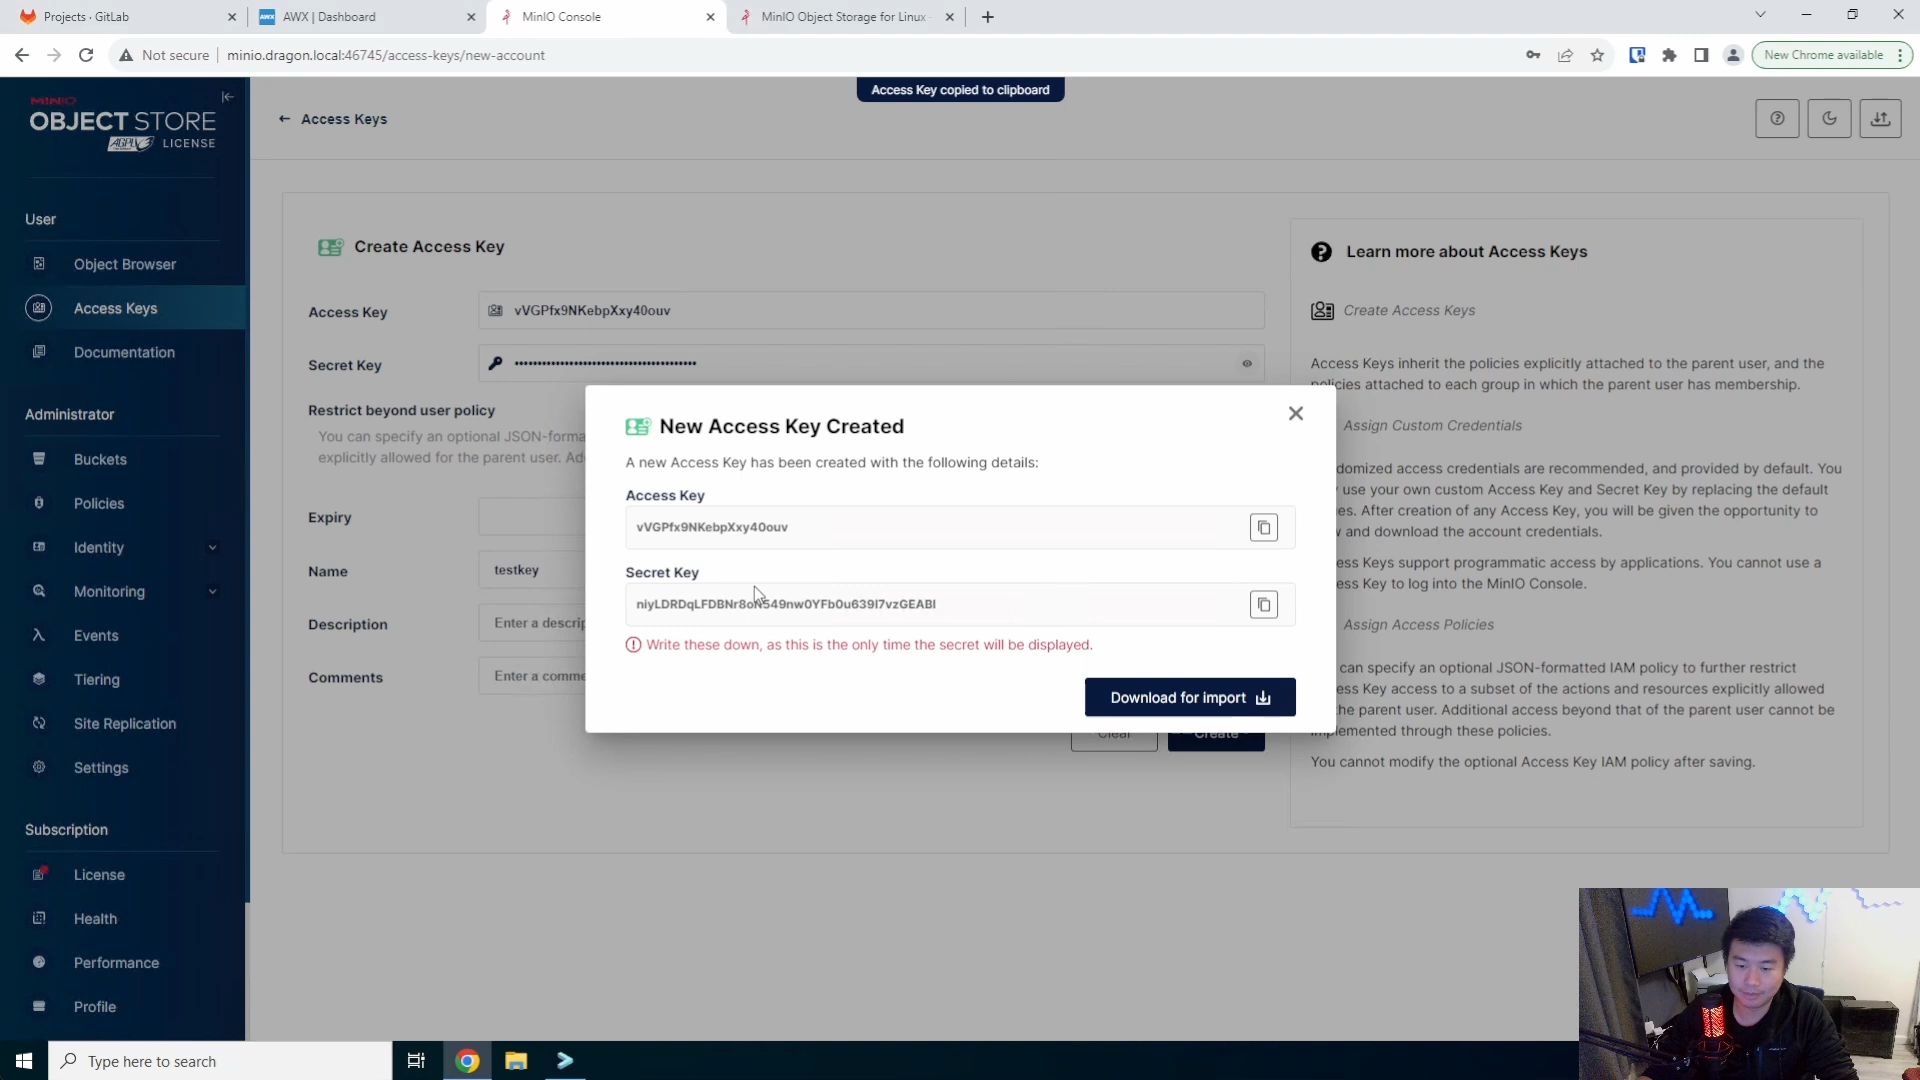 Projects · GitLab
AWX | Dashboard
MinIO Console
MinIO Object Storage for Linux
Not secure
minio.dragon.local:46745/access-keys/new-account
New Chrome available
Access Key copied to clipboard
MINIO
OBJECT STORE
AGPLv3 LICENSE
Access Keys
User
Object Browser
Access Keys
Documentation
Administrator
Buckets
Policies
Identity
Monitoring
Events
Tiering
Site Replication
Settings
Subscription
License
Health
Performance
Profile
Create Access Key
Access Key
vVGPfx9NKebpXxy40ouv
Secret Key
••••••••••••••••••••••••••••••••••••••••
Restrict beyond user policy
You can specify an optional JSON-forma
explicitly allowed for the parent user. Ad
Expiry
Name
testkey
Description
Enter a descrip
Comments
Enter a comme
Clear
Create
New Access Key Created
A new Access Key has been created with the following details:
Access Key
vVGPfx9NKebpXxy40ouv
Secret Key
niyLDRDqLFDBNr8oN549nw0YFb0u639I7vzGEABI
Write these down, as this is the only time the secret will be displayed.
Download for import
Learn more about Access Keys
Create Access Keys
Access Keys inherit the policies explicitly attached to the parent user, and the
policies attached to each group in which the parent user has membership.
Assign Custom Credentials
domized access credentials are recommended, and provided by default. You
use your own custom Access Key and Secret Key by replacing the default
es. After creation of any Access Key, you will be given the opportunity to
w and download the account credentials.
ess Keys support programmatic access by applications. You cannot use a
ess Key to log into the MinIO Console.
Assign Access Policies
can specify an optional JSON-formatted IAM policy to further restrict
ess Key access to a subset of the actions and resources explicitly allowed
the parent user. Additional access beyond that of the parent user cannot be
implemented through these policies.
You cannot modify the optional Access Key IAM policy after saving.
Type here to search